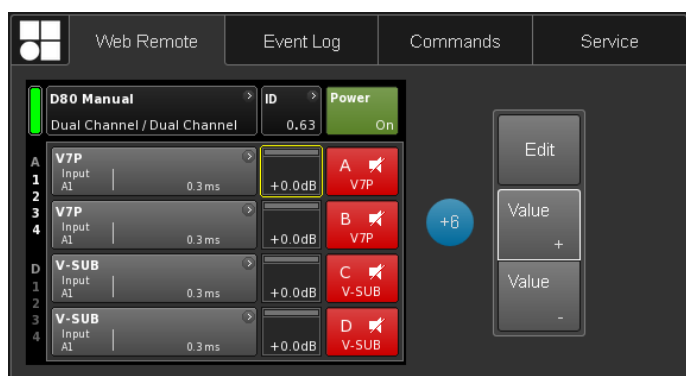 Web Remote
Event Log
Commands
Service
D80 Manual
Dual Channel / Dual Channel
ID
0.63
Power
On
A
1
2
3
4
D
1
2
3
4
V7P
Input
A1
0.3 ms
+0.0dB
A
V7P
V7P
Input
A1
0.3 ms
+0.0dB
B
V7P
V-SUB
Input
A1
0.3 ms
+0.0dB
C
V-SUB
V-SUB
Input
A1
0.3 ms
+0.0dB
D
V-SUB
+6
Edit
Value
+
Value
-